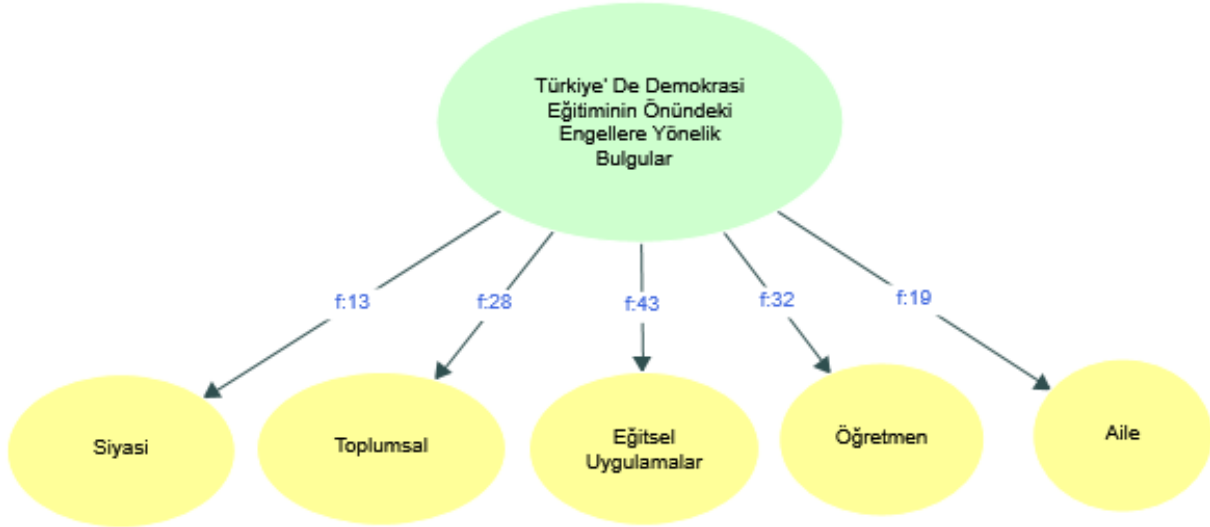 Türkiye' De Demokrasi
Eğitiminin Önündeki
Engellere Yönelik
Bulgular
f:13
f:28
f:43
f:32
f:19
Siyasi
Toplumsal
Eğitsel
Uygulamalar
Öğretmen
Aile